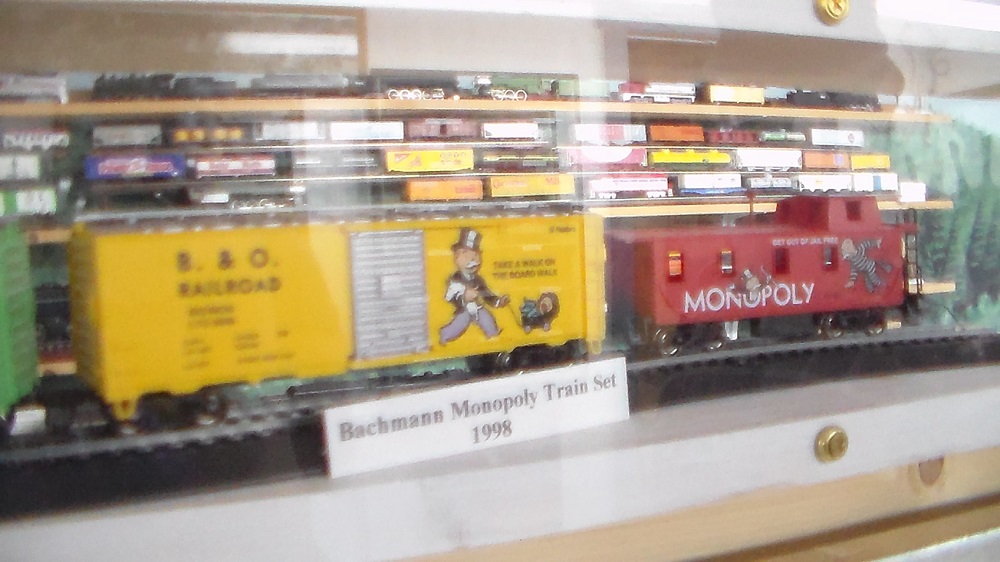 B. & O.
RAILROAD
TAKE A WALK ON
THE BOARD WALK
GET OUT OF JAIL FREE
MONOPOLY
Bachmann Monopoly Train Set
1998